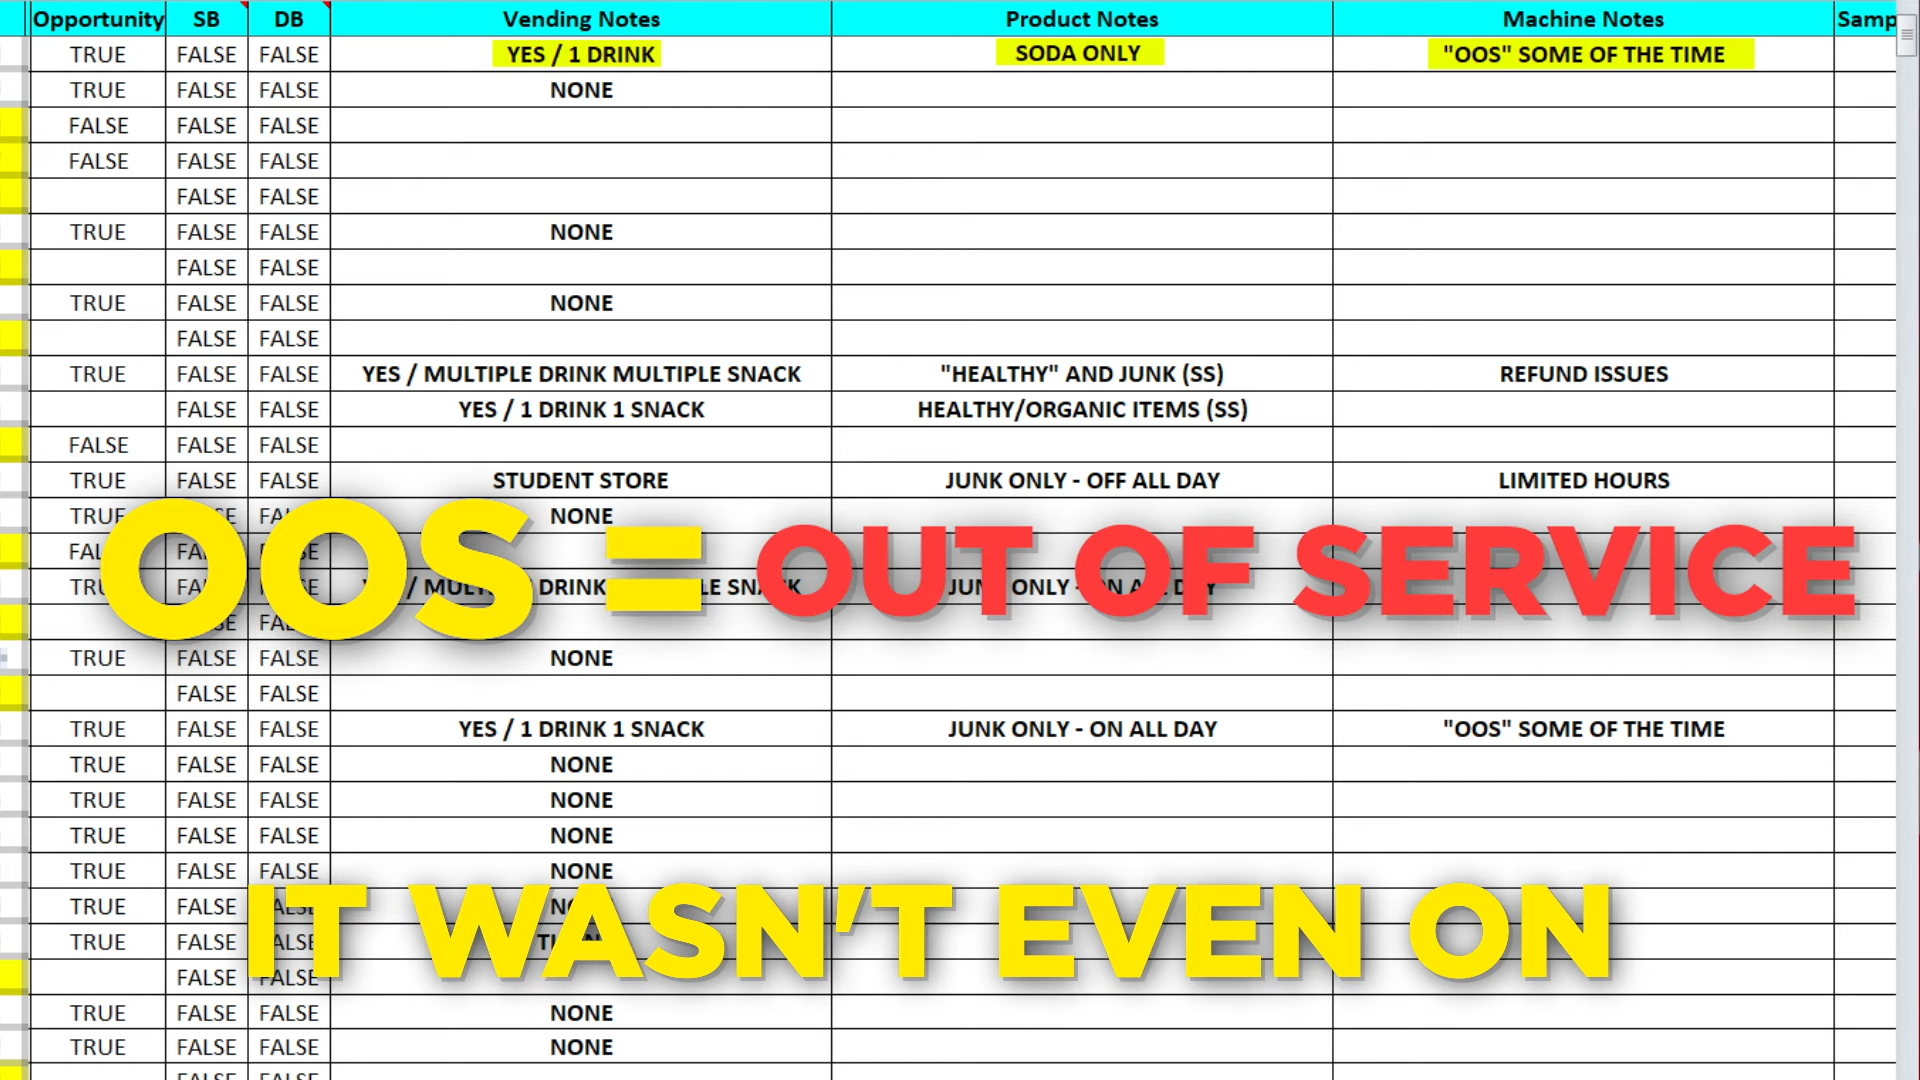 Opportunity SB DB Vending Notes Product Notes Machine Notes Samp
TRUE FALSE FALSE YES / 1 DRINK SODA ONLY "OOS" SOME OF THE TIME
TRUE FALSE FALSE NONE
FALSE FALSE FALSE
FALSE FALSE FALSE
FALSE FALSE
TRUE FALSE FALSE NONE
FALSE FALSE
TRUE FALSE FALSE NONE
FALSE FALSE
TRUE FALSE FALSE YES / MULTIPLE DRINK MULTIPLE SNACK "HEALTHY" AND JUNK (SS) REFUND ISSUES
FALSE FALSE YES / 1 DRINK 1 SNACK HEALTHY/ORGANIC ITEMS (SS)
FALSE FALSE FALSE
TRUE FALSE FALSE STUDENT STORE JUNK ONLY - OFF ALL DAY LIMITED HOURS
NONE
OOS = OUT OF SERVICE
DRINK
TRUE FALSE FALSE NONE
FALSE FALSE
TRUE FALSE FALSE YES / 1 DRINK 1 SNACK JUNK ONLY - ON ALL DAY "OOS" SOME OF THE TIME
TRUE FALSE FALSE NONE
TRUE FALSE FALSE NONE
TRUE FALSE FALSE NONE
TRUE FALSE FALSE NONE
TRUE FALSE
IT WASN'T EVEN ON
TRUE FALSE
FALSE FALSE
TRUE FALSE FALSE NONE
TRUE FALSE FALSE NONE
FALSE FALSE